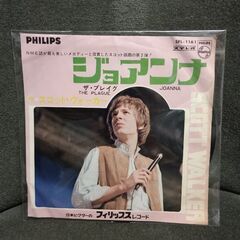 PHILIPS
SFL-1161
ジョアンナ
ザ・プレイグ
THE PLAGUE
JOANNA
スコット・ウォーカー
SCOTT WALKER
日本ビクターの フィリップス レコード